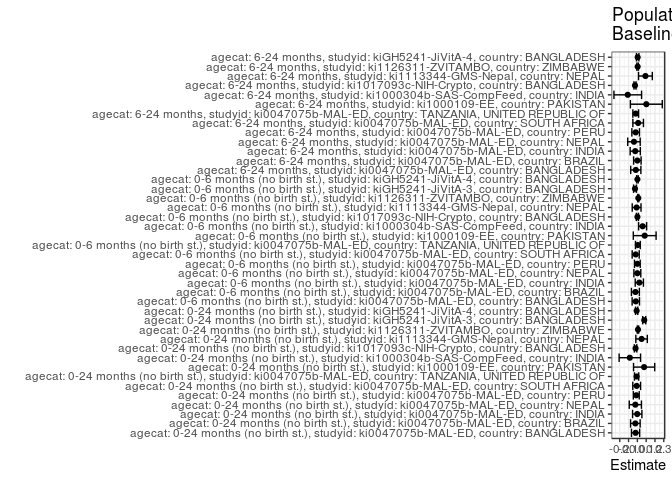 Populat
Baseline
agecat: 6-24 months, studyid: kiGH5241-JiVitA-4, country: BANGLADESH
agecat: 6-24 months, studyid: ki1126311-ZVITAMBO, country: ZIMBABWE
agecat: 6-24 months, studyid: ki1113344-GMS-Nepal, country: NEPAL
agecat: 6-24 months, studyid: ki1017093c-NIH-Crypto, country: BANGLADESH
agecat: 6-24 months, studyid: ki1000304b-SAS-CompFeed, country: INDIA
agecat: 6-24 months, studyid: ki1000109-EE, country: PAKISTAN
agecat: 6-24 months, studyid: ki0047075b-MAL-ED, country: TANZANIA, UNITED REPUBLIC OF
agecat: 6-24 months, studyid: ki0047075b-MAL-ED, country: SOUTH AFRICA
agecat: 6-24 months, studyid: ki0047075b-MAL-ED, country: PERU
agecat: 6-24 months, studyid: ki0047075b-MAL-ED, country: NEPAL
agecat: 6-24 months, studyid: ki0047075b-MAL-ED, country: INDIA
agecat: 6-24 months, studyid: ki0047075b-MAL-ED, country: BRAZIL
agecat: 6-24 months, studyid: ki0047075b-MAL-ED, country: BANGLADESH
agecat: 0-6 months (no birth st.), studyid: kiGH5241-JiVitA-4, country: BANGLADESH
agecat: 0-6 months (no birth st.), studyid: kiGH5241-JiVitA-3, country: BANGLADESH
agecat: 0-6 months (no birth st.), studyid: ki1126311-ZVITAMBO, country: ZIMBABWE
agecat: 0-6 months (no birth st.), studyid: ki1113344-GMS-Nepal, country: NEPAL
agecat: 0-6 months (no birth st.), studyid: ki1017093c-NIH-Crypto, country: BANGLADESH
agecat: 0-6 months (no birth st.), studyid: ki1000304b-SAS-CompFeed, country: INDIA
agecat: 0-6 months (no birth st.), studyid: ki1000109-EE, country: PAKISTAN
agecat: 0-6 months (no birth st.), studyid: ki0047075b-MAL-ED, country: TANZANIA, UNITED REPUBLIC OF
agecat: 0-6 months (no birth st.), studyid: ki0047075b-MAL-ED, country: SOUTH AFRICA
agecat: 0-6 months (no birth st.), studyid: ki0047075b-MAL-ED, country: PERU
agecat: 0-6 months (no birth st.), studyid: ki0047075b-MAL-ED, country: NEPAL
agecat: 0-6 months (no birth st.), studyid: ki0047075b-MAL-ED, country: INDIA
agecat: 0-6 months (no birth st.), studyid: ki0047075b-MAL-ED, country: BRAZIL
agecat: 0-6 months (no birth st.), studyid: ki0047075b-MAL-ED, country: BANGLADESH
agecat: 0-24 months (no birth st.), studyid: kiGH5241-JiVitA-4, country: BANGLADESH
agecat: 0-24 months (no birth st.), studyid: kiGH5241-JiVitA-3, country: BANGLADESH
agecat: 0-24 months (no birth st.), studyid: ki1126311-ZVITAMBO, country: ZIMBABWE
agecat: 0-24 months (no birth st.), studyid: ki1113344-GMS-Nepal, country: NEPAL
agecat: 0-24 months (no birth st.), studyid: ki1017093c-NIH-Crypto, country: BANGLADESH
agecat: 0-24 months (no birth st.), studyid: ki1000304b-SAS-CompFeed, country: INDIA
agecat: 0-24 months (no birth st.), studyid: ki1000109-EE, country: PAKISTAN
agecat: 0-24 months (no birth st.), studyid: ki0047075b-MAL-ED, country: TANZANIA, UNITED REPUBLIC OF
agecat: 0-24 months (no birth st.), studyid: ki0047075b-MAL-ED, country: SOUTH AFRICA
agecat: 0-24 months (no birth st.), studyid: ki0047075b-MAL-ED, country: PERU
agecat: 0-24 months (no birth st.), studyid: ki0047075b-MAL-ED, country: NEPAL
agecat: 0-24 months (no birth st.), studyid: ki0047075b-MAL-ED, country: INDIA
agecat: 0-24 months (no birth st.), studyid: ki0047075b-MAL-ED, country: BRAZIL
agecat: 0-24 months (no birth st.), studyid: ki0047075b-MAL-ED, country: BANGLADESH
Estimate